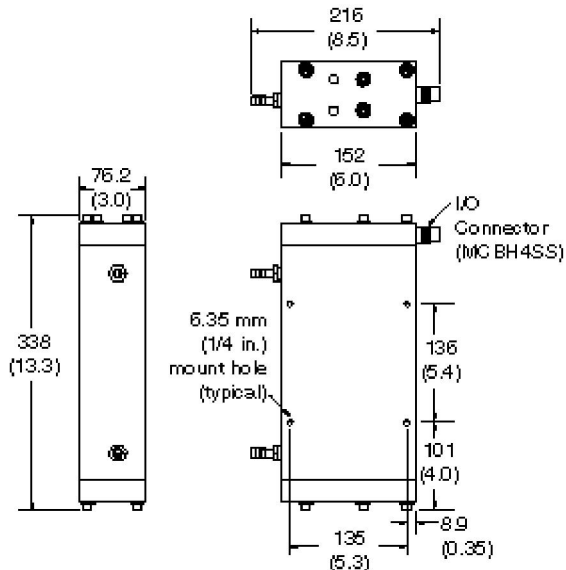 216
(8.5)
152
(6.0)
76.2
(3.0)
I/O
Connector
(MCBH4SS)
338
(13.3)
6.35 mm
(1/4 in.)
mount hole
(typical)
136
(5.4)
101
(4.0)
8.9
(0.35)
135
(5.3)